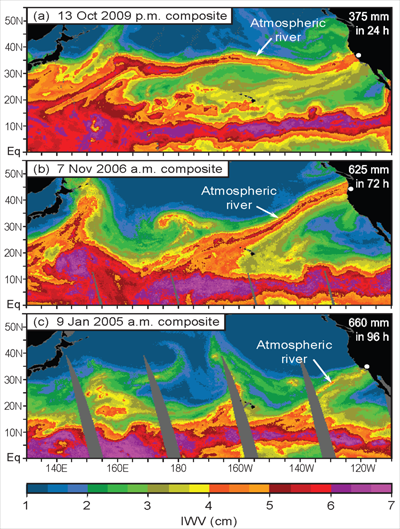 (a) 13 Oct 2009 p.m. composite
375 mm
in 24 h
Atmospheric
river
50N
40N
30N
20N
10N
Eq
(b) 7 Nov 2006 a.m. composite
625 mm
in 72 h
Atmospheric
river
50N
40N
30N
20N
10N
Eq
(c) 9 Jan 2005 a.m. composite
660 mm
in 96 h
Atmospheric
river
50N
40N
30N
20N
10N
Eq
140E 160E 180 160W 140W 120W
1 2 3 4 5 6 7
IWV (cm)